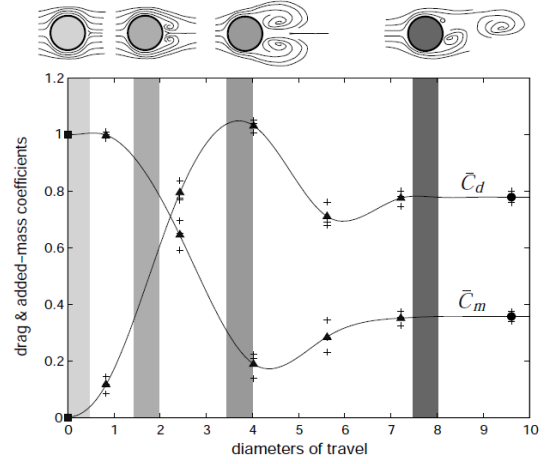 1.2
1
0.8
0.6
0.4
0.2
0
drag & added-mass coefficients
C̄d
C̄m
0 1 2 3 4 5 6 7 8 9 10
diameters of travel